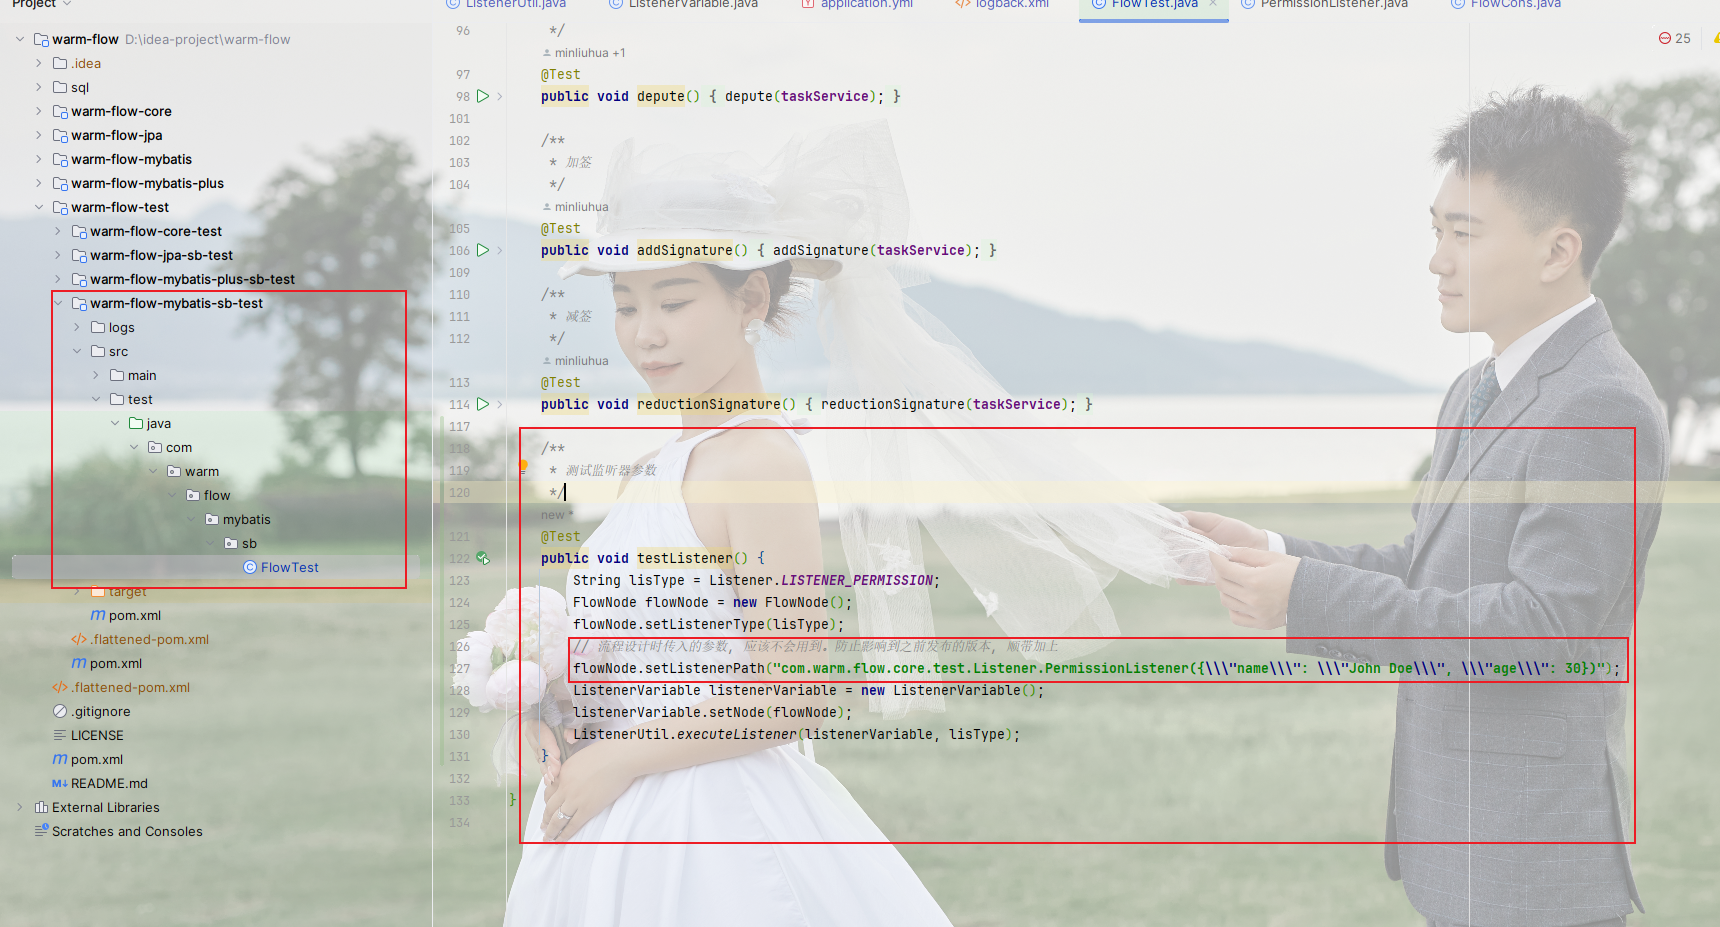 Project
ListenerUtil.java
ListenerVariable.java
application.yml
logback.xml
FlowTest.java
PermissionListener.java
FlowCons.java
warm-flow D:\idea-project\warm-flow
.idea
sql
warm-flow-core
warm-flow-jpa
warm-flow-mybatis
warm-flow-mybatis-plus
warm-flow-test
warm-flow-core-test
warm-flow-jpa-sb-test
warm-flow-mybatis-plus-sb-test
warm-flow-mybatis-sb-test
logs
src
main
test
java
com
warm
flow
mybatis
sb
FlowTest
target
pom.xml
.flattened-pom.xml
pom.xml
.flattened-pom.xml
.gitignore
LICENSE
pom.xml
README.md
External Libraries
Scratches and Consoles
25
96 */
minliuhua +1
97 @Test
98 public void depute() { depute(taskService); }
101
102 /**
103 * 加签
104 */
minliuhua
105 @Test
106 public void addSignature() { addSignature(taskService); }
109
110 /**
111 * 减签
112 */
minliuhua
113 @Test
114 public void reductionSignature() { reductionSignature(taskService); }
117
118 /**
119 * 测试监听器参数
120 */
new *
121 @Test
122 public void testListener() {
123 String lisType = Listener.LISTENER_PERMISSION;
124 FlowNode flowNode = new FlowNode();
125 flowNode.setListenerType(lisType);
126 // 流程设计时传入的参数, 应该不会用到。防止影响到之前发布的版本, 顺带加上
127 flowNode.setListenerPath("com.warm.flow.core.test.Listener.PermissionListener({\\\"name\\\": \\\"John Doe\\\", \\\"age\\\": 30})");
128 ListenerVariable listenerVariable = new ListenerVariable();
129 listenerVariable.setNode(flowNode);
130 ListenerUtil.executeListener(listenerVariable, lisType);
131 }
132
133 }
134